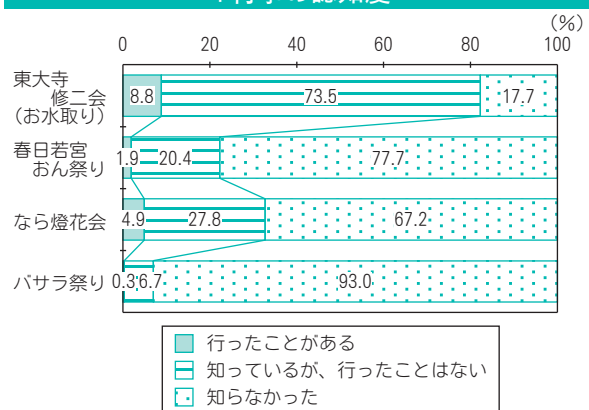 (%)
0 20 40 60 80 100
東大寺
修二会
(お水取り)
8.8 73.5 17.7
春日若宮
おん祭り
1.9 20.4 77.7
なら燈花会
4.9 27.8 67.2
バサラ祭り
0.3 6.7 93.0
行ったことがある
知っているが、行ったことはない
知らなかった